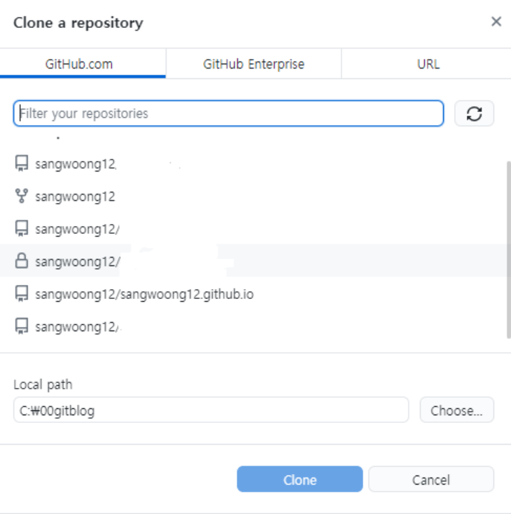 Clone a repository
GitHub.com GitHub Enterprise URL
Filter your repositories
sangwoong12
sangwoong12
sangwoong12/
sangwoong12/
sangwoong12/sangwoong12.github.io
sangwoong12/
Local path
C:₩00gitblog Choose...
Clone Cancel